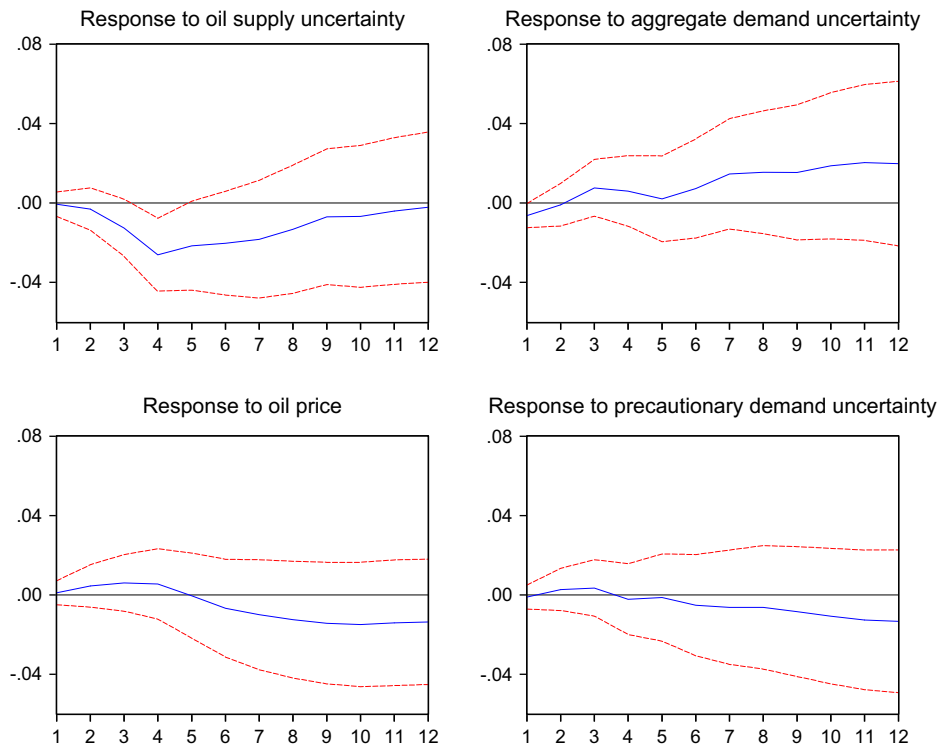 Response to oil supply uncertainty
.08
.04
.00
-.04
1 2 3 4 5 6 7 8 9 10 11 12
Response to aggregate demand uncertainty
.08
.04
.00
-.04
1 2 3 4 5 6 7 8 9 10 11 12
Response to oil price
.08
.04
.00
-.04
1 2 3 4 5 6 7 8 9 10 11 12
Response to precautionary demand uncertainty
.08
.04
.00
-.04
1 2 3 4 5 6 7 8 9 10 11 12